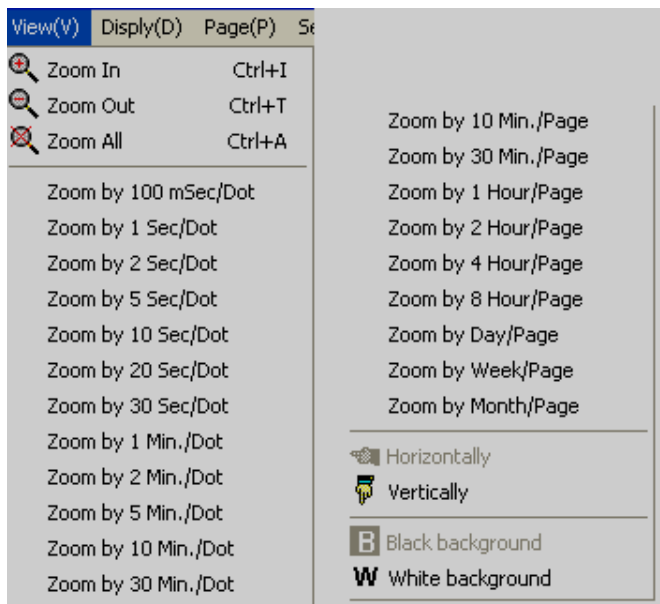 View(V) Disply(D) Page(P)
Zoom In Ctrl+I
Zoom Out Ctrl+T
Zoom All Ctrl+A
Zoom by 100 mSec/Dot
Zoom by 1 Sec/Dot
Zoom by 2 Sec/Dot
Zoom by 5 Sec/Dot
Zoom by 10 Sec/Dot
Zoom by 20 Sec/Dot
Zoom by 30 Sec/Dot
Zoom by 1 Min./Dot
Zoom by 2 Min./Dot
Zoom by 5 Min./Dot
Zoom by 10 Min./Dot
Zoom by 30 Min./Dot
Zoom by 10 Min./Page
Zoom by 30 Min./Page
Zoom by 1 Hour/Page
Zoom by 2 Hour/Page
Zoom by 4 Hour/Page
Zoom by 8 Hour/Page
Zoom by Day/Page
Zoom by Week/Page
Zoom by Month/Page
Horizontally
Vertically
B Black background
W White background